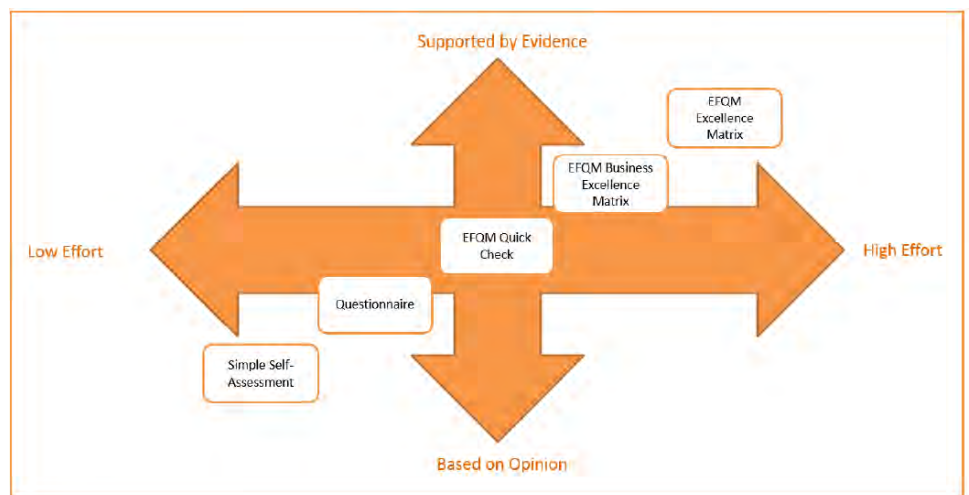 Supported by Evidence
EFQM
Excellence
Matrix
EFQM Business
Excellence
Matrix
EFQM Quick
Check
Low Effort
High Effort
Questionnaire
Simple Self-
Assessment
Based on Opinion